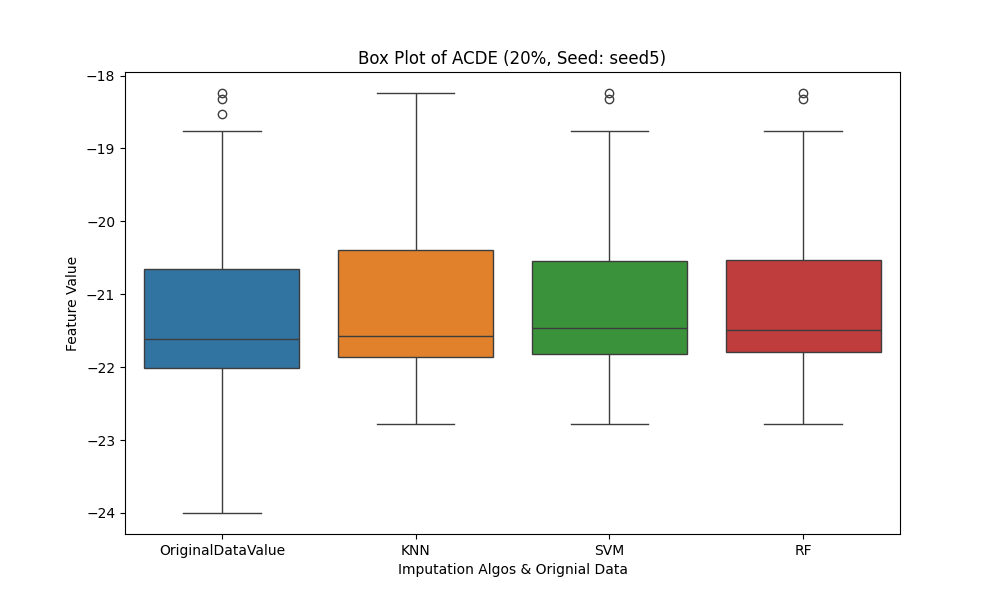 Box Plot of ACDE (20%, Seed: seed5)
−18
−19
−20
−21
−22
−23
−24
Feature Value
OriginalDataValue
KNN
SVM
RF
Imputation Algos & Orignial Data